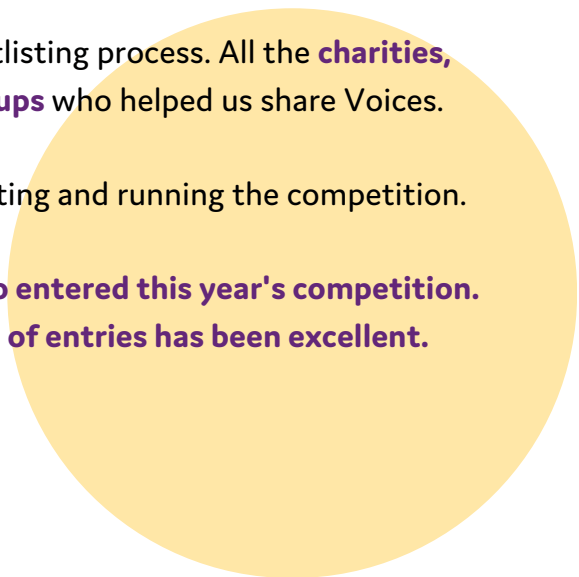 tlisting process. All the charities,
ups who helped us share Voices.
ting and running the competition.
o entered this year's competition.
of entries has been excellent.